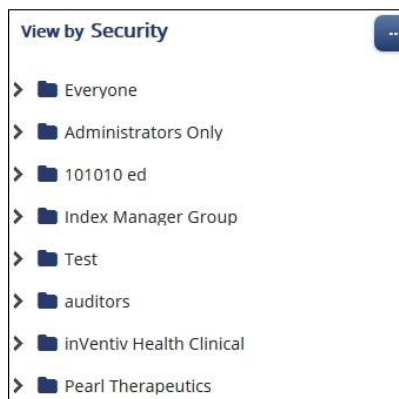 View by Security
--
Everyone
Administrators Only
101010 ed
Index Manager Group
Test
auditors
inVentiv Health Clinical
Pearl Therapeutics